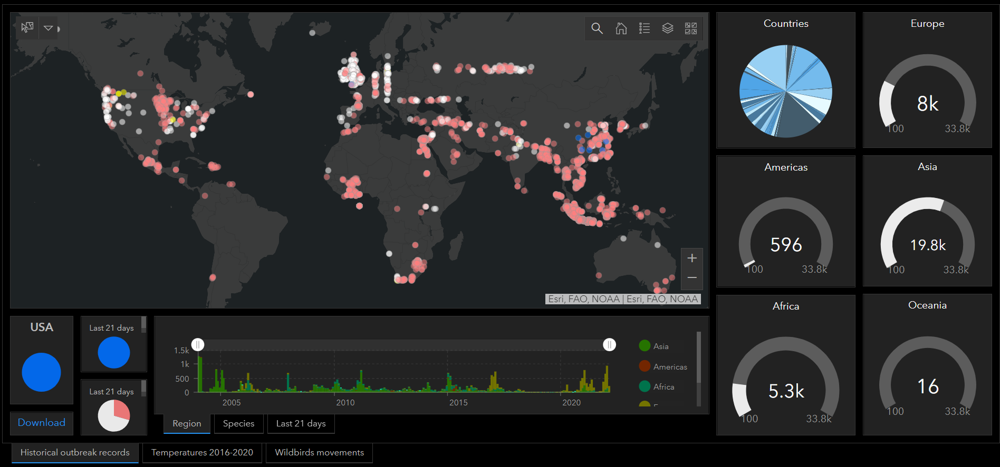 Esri, FAO, NOAA | Esri, FAO, NOAA
Countries
Europe
8k
100
33.8k
Americas
596
100
33.8k
Asia
19.8k
100
33.8k
Africa
5.3k
100
33.8k
Oceania
16
100
33.8k
USA
Download
Last 21 days
Last 21 days
1.5k
1k
500
0
2005
2010
2015
2020
Asia
Americas
Africa
Region
Species
Last 21 days
Historical outbreak records
Temperatures 2016-2020
Wildbirds movements